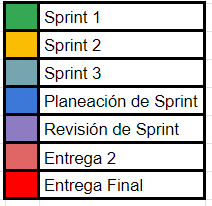 Sprint 1
Sprint 2
Sprint 3
Planeación de Sprint
Revisión de Sprint
Entrega 2
Entrega Final